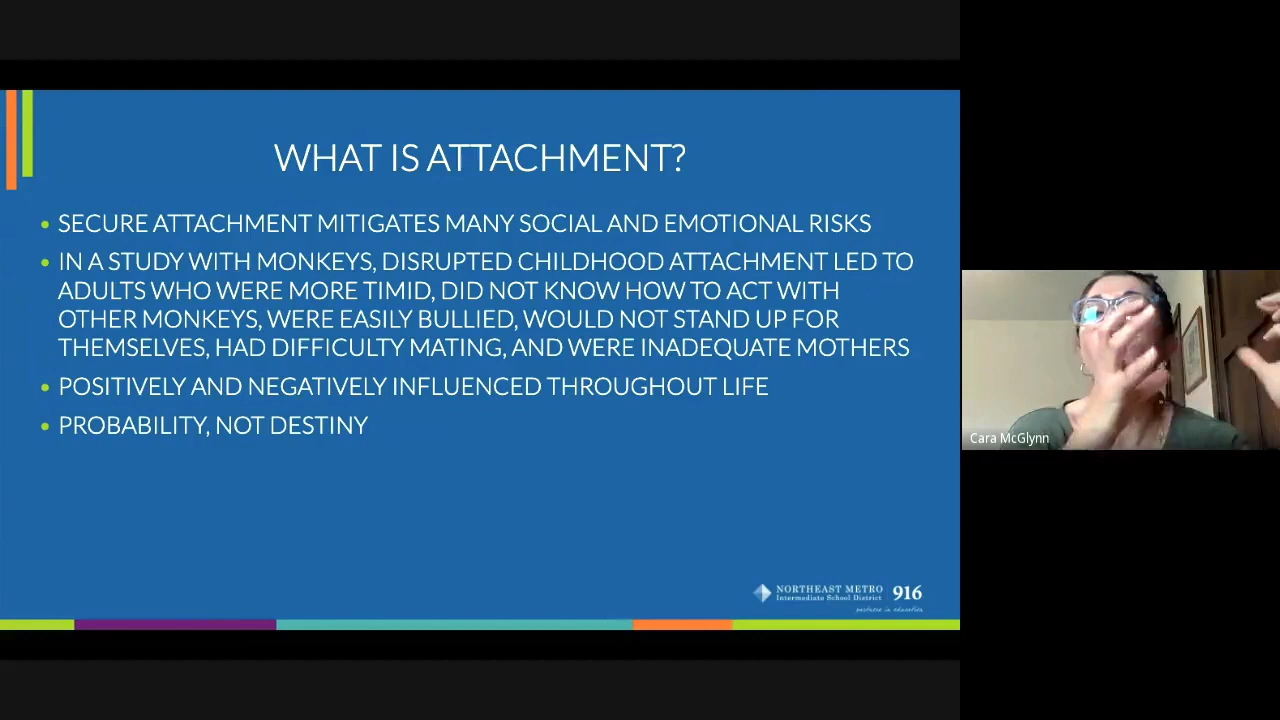 WHAT IS ATTACHMENT?
• SECURE ATTACHMENT MITIGATES MANY SOCIAL AND EMOTIONAL RISKS
• IN A STUDY WITH MONKEYS, DISRUPTED CHILDHOOD ATTACHMENT LED TO
ADULTS WHO WERE MORE TIMID, DID NOT KNOW HOW TO ACT WITH
OTHER MONKEYS, WERE EASILY BULLIED, WOULD NOT STAND UP FOR
THEMSELVES, HAD DIFFICULTY MATING, AND WERE INADEQUATE MOTHERS
• POSITIVELY AND NEGATIVELY INFLUENCED THROUGHOUT LIFE
• PROBABILITY, NOT DESTINY
NORTHEAST METRO 916
Intermediate School District
partners in education
Cara McGlynn